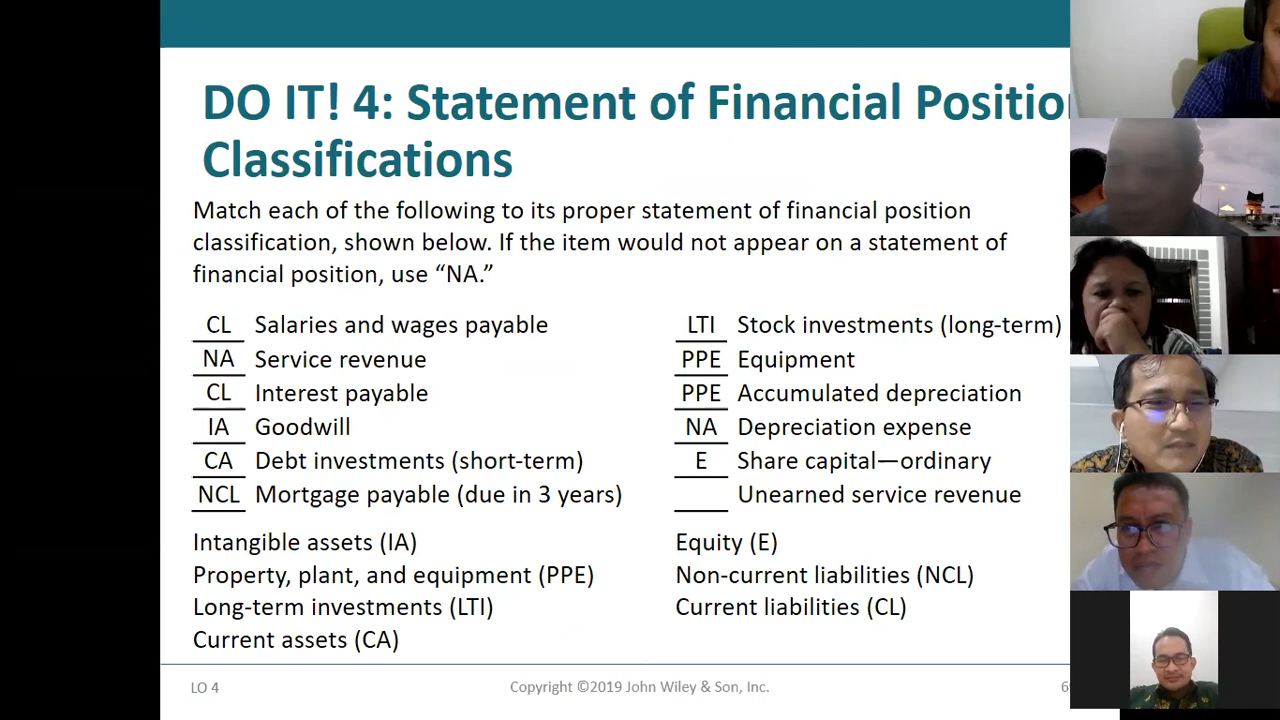 DO IT! 4: Statement of Financial Position
Classifications
Match each of the following to its proper statement of financial position
classification, shown below. If the item would not appear on a statement of
financial position, use “NA.”
CL Salaries and wages payable
NA Service revenue
CL Interest payable
IA Goodwill
CA Debt investments (short-term)
NCL Mortgage payable (due in 3 years)
LTI Stock investments (long-term)
PPE Equipment
PPE Accumulated depreciation
NA Depreciation expense
E Share capital—ordinary
Unearned service revenue
Intangible assets (IA)
Property, plant, and equipment (PPE)
Long-term investments (LTI)
Current assets (CA)
Equity (E)
Non-current liabilities (NCL)
Current liabilities (CL)
LO 4
Copyright ©2019 John Wiley & Son, Inc.